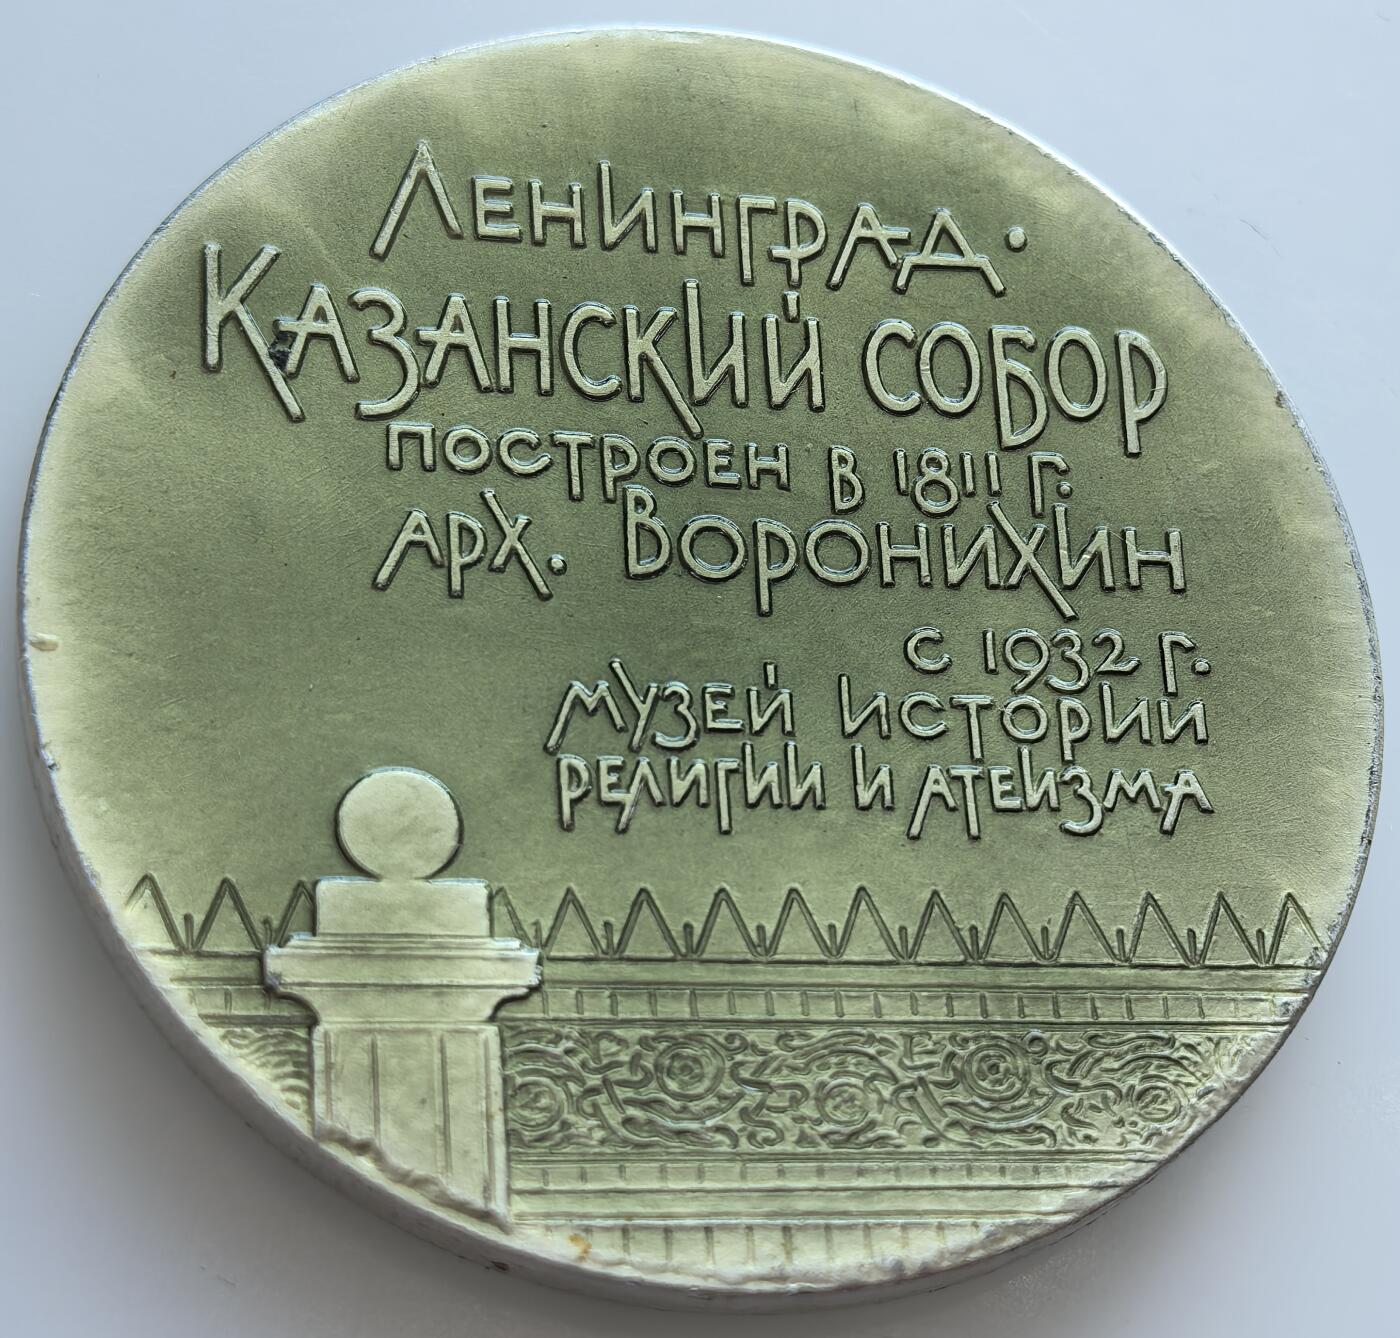 Ленинград·
Казанский собор
построен в 1811 г.
арх. Воронихин
с 1932 г.
музей истории
религии и атеизма